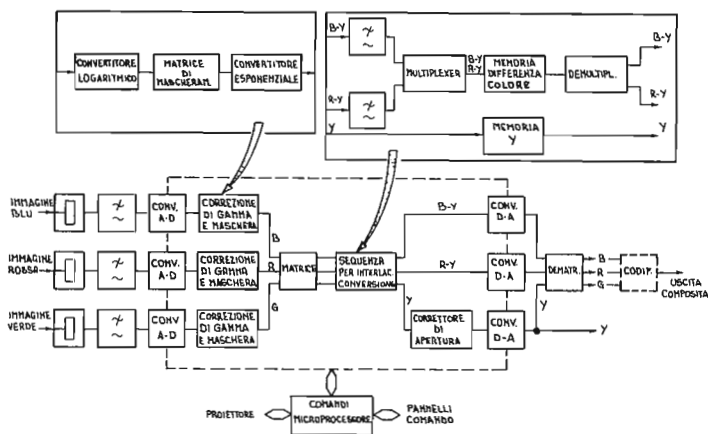 CONVERTITORE
LOGARITMICO
MATRICE
DI
MASCHERAM.
CONVERTITORE
ESPONENZIALE
B-Y
R-Y
Y
MULTIPLEXER
B-Y
R-Y
MEMORIA
DIFFERENZA
COLORE
DEMULTIPL.
B-Y
R-Y
MEMORIA
Y
Y
IMMAGINE
BLU
CONV.
A-D
CORREZIONE
DI GAMMA
E MASCHERA
B
IMMAGINE
ROSSA
CONV.
A-D
CORREZIONE
DI GAMMA
E MASCHERA
R
IMMAGINE
VERDE
CONV
A-D
CORREZIONE
DI GAMMA
E MASCHERA
G
MATRICE
SEQUENZA
PER INTERLAC.
CONVERSIONE
B-Y
R-Y
Y
CORRETTORE
DI
APERTURA
CONV.
D-A
CONV.
D-A
CONV.
D-A
DEMATR.
B
R
G
Y
CODIF.
USCITA
COMPOSITA
Y
PROIETTORE
COMANDI
MICROPROCESSORE
PANNELLI
COMANDO